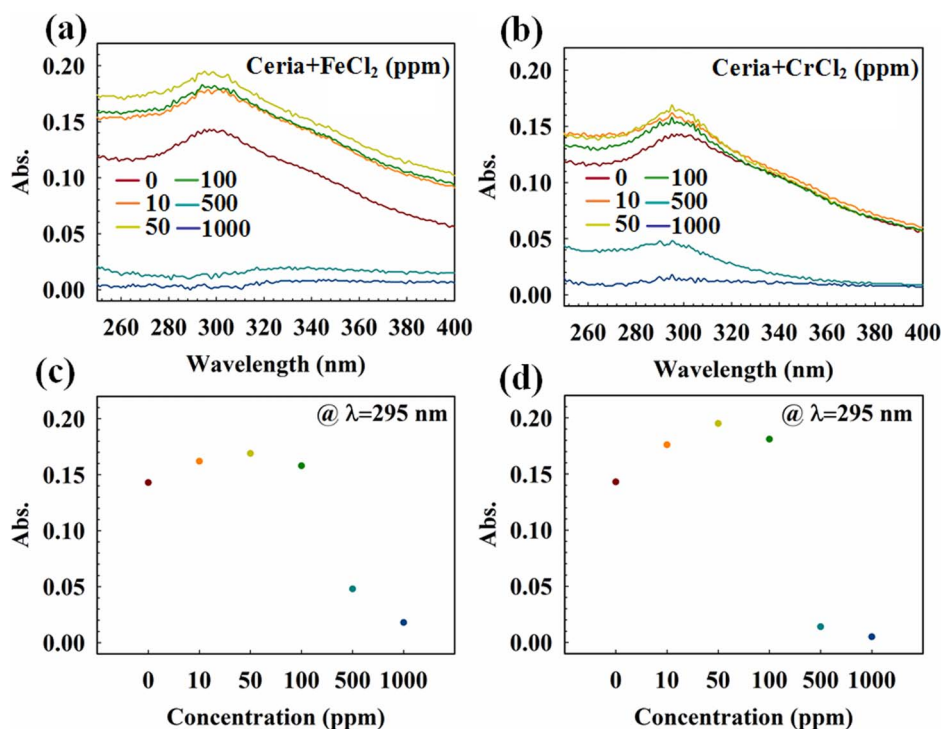 (a)
Ceria+FeCl₂ (ppm)
0.20
0.15
0.10
0.05
0.00
Abs.
0 100
10 500
50 1000
260 280 300 320 340 360 380 400
Wavelength (nm)
(b)
Ceria+CrCl₂ (ppm)
0.20
0.15
0.10
0.05
0.00
Abs.
0 100
10 500
50 1000
260 280 300 320 340 360 380 400
Wavelength (nm)
(c)
@ λ=295 nm
0.20
0.15
0.10
0.05
0.00
Abs.
0 10 50 100 500 1000
Concentration (ppm)
(d)
@ λ=295 nm
0.20
0.15
0.10
0.05
0.00
Abs.
0 10 50 100 500 1000
Concentration (ppm)